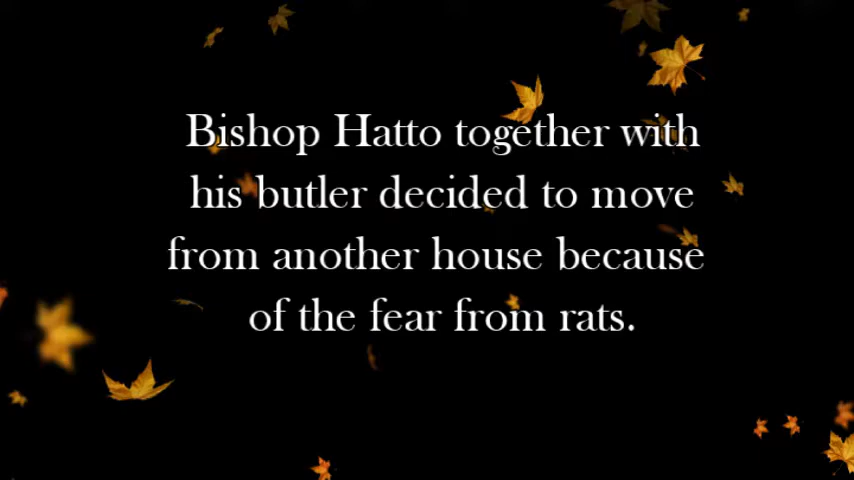 Bishop Hatto together with
his butler decided to move
from another house because
of the fear from rats.